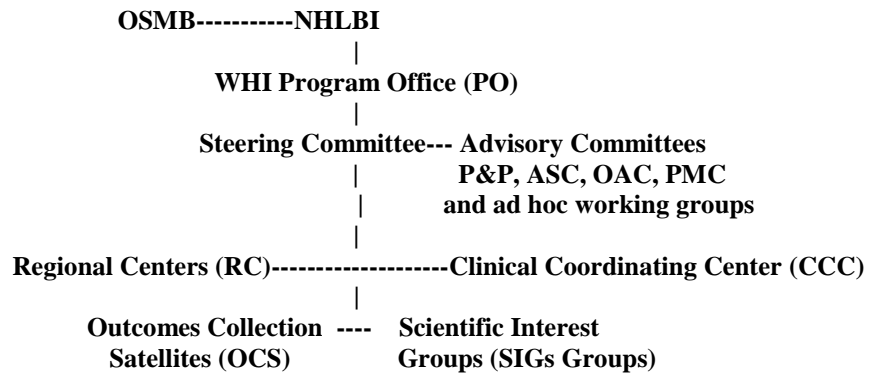 OSMB-----------NHLBI
|
WHI Program Office (PO)
|
Steering Committee--- Advisory Committees
| P&P, ASC, OAC, PMC
| and ad hoc working groups
|
Regional Centers (RC)--------------------Clinical Coordinating Center (CCC)
|
Outcomes Collection ---- Scientific Interest
Satellites (OCS) Groups (SIGs Groups)